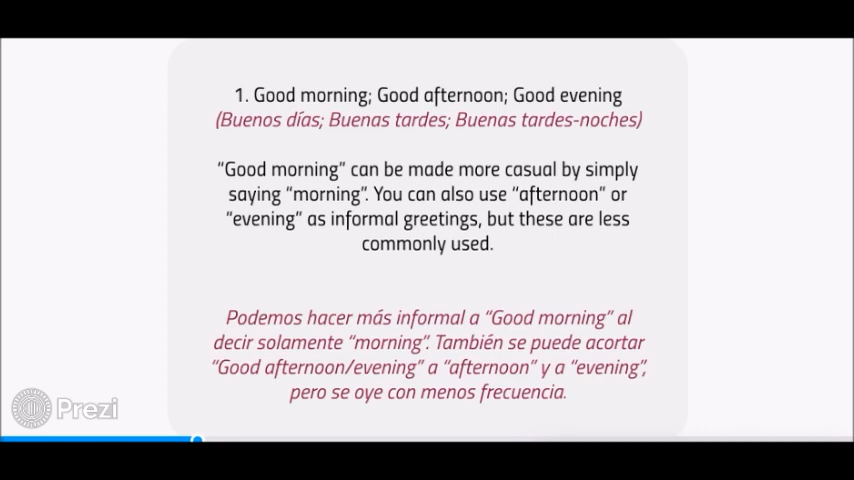 1. Good morning; Good afternoon; Good evening
(Buenos días; Buenas tardes; Buenas tardes-noches)
“Good morning” can be made more casual by simply
saying “morning”. You can also use “afternoon” or
“evening” as informal greetings, but these are less
commonly used.
Podemos hacer más informal a “Good morning” al
decir solamente “morning”. También se puede acortar
“Good afternoon/evening” a “afternoon” y a “evening”,
pero se oye con menos frecuencia.
Prezi